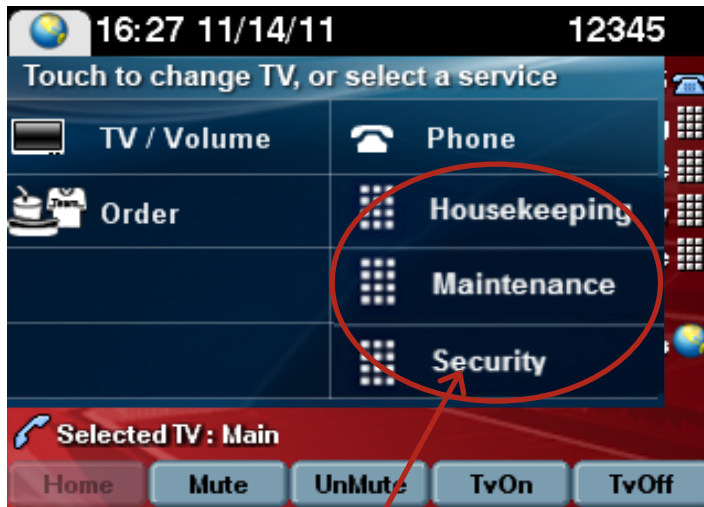 16:27 11/14/11 12345
Touch to change TV, or select a service
TV / Volume
Phone
Order
Housekeeping
Maintenance
Security
Selected TV : Main
Home Mute UnMute TvOn TvOff